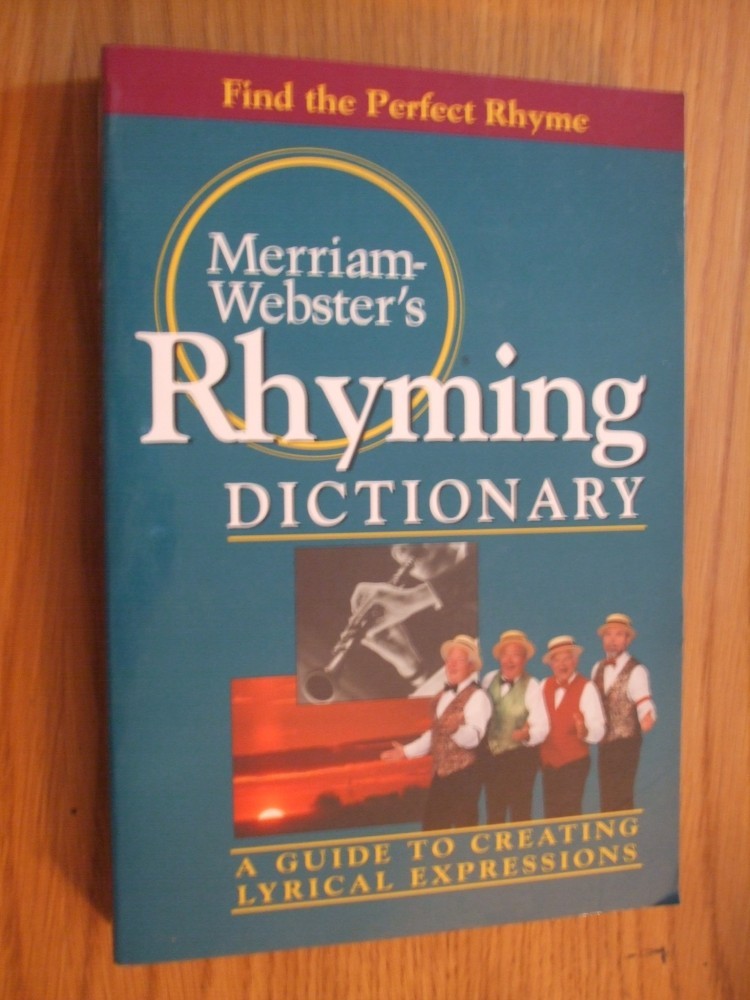 Find the Perfect Rhyme
Merriam-
Webster's
Rhyming
DICTIONARY
A GUIDE TO CREATING
LYRICAL EXPRESSIONS